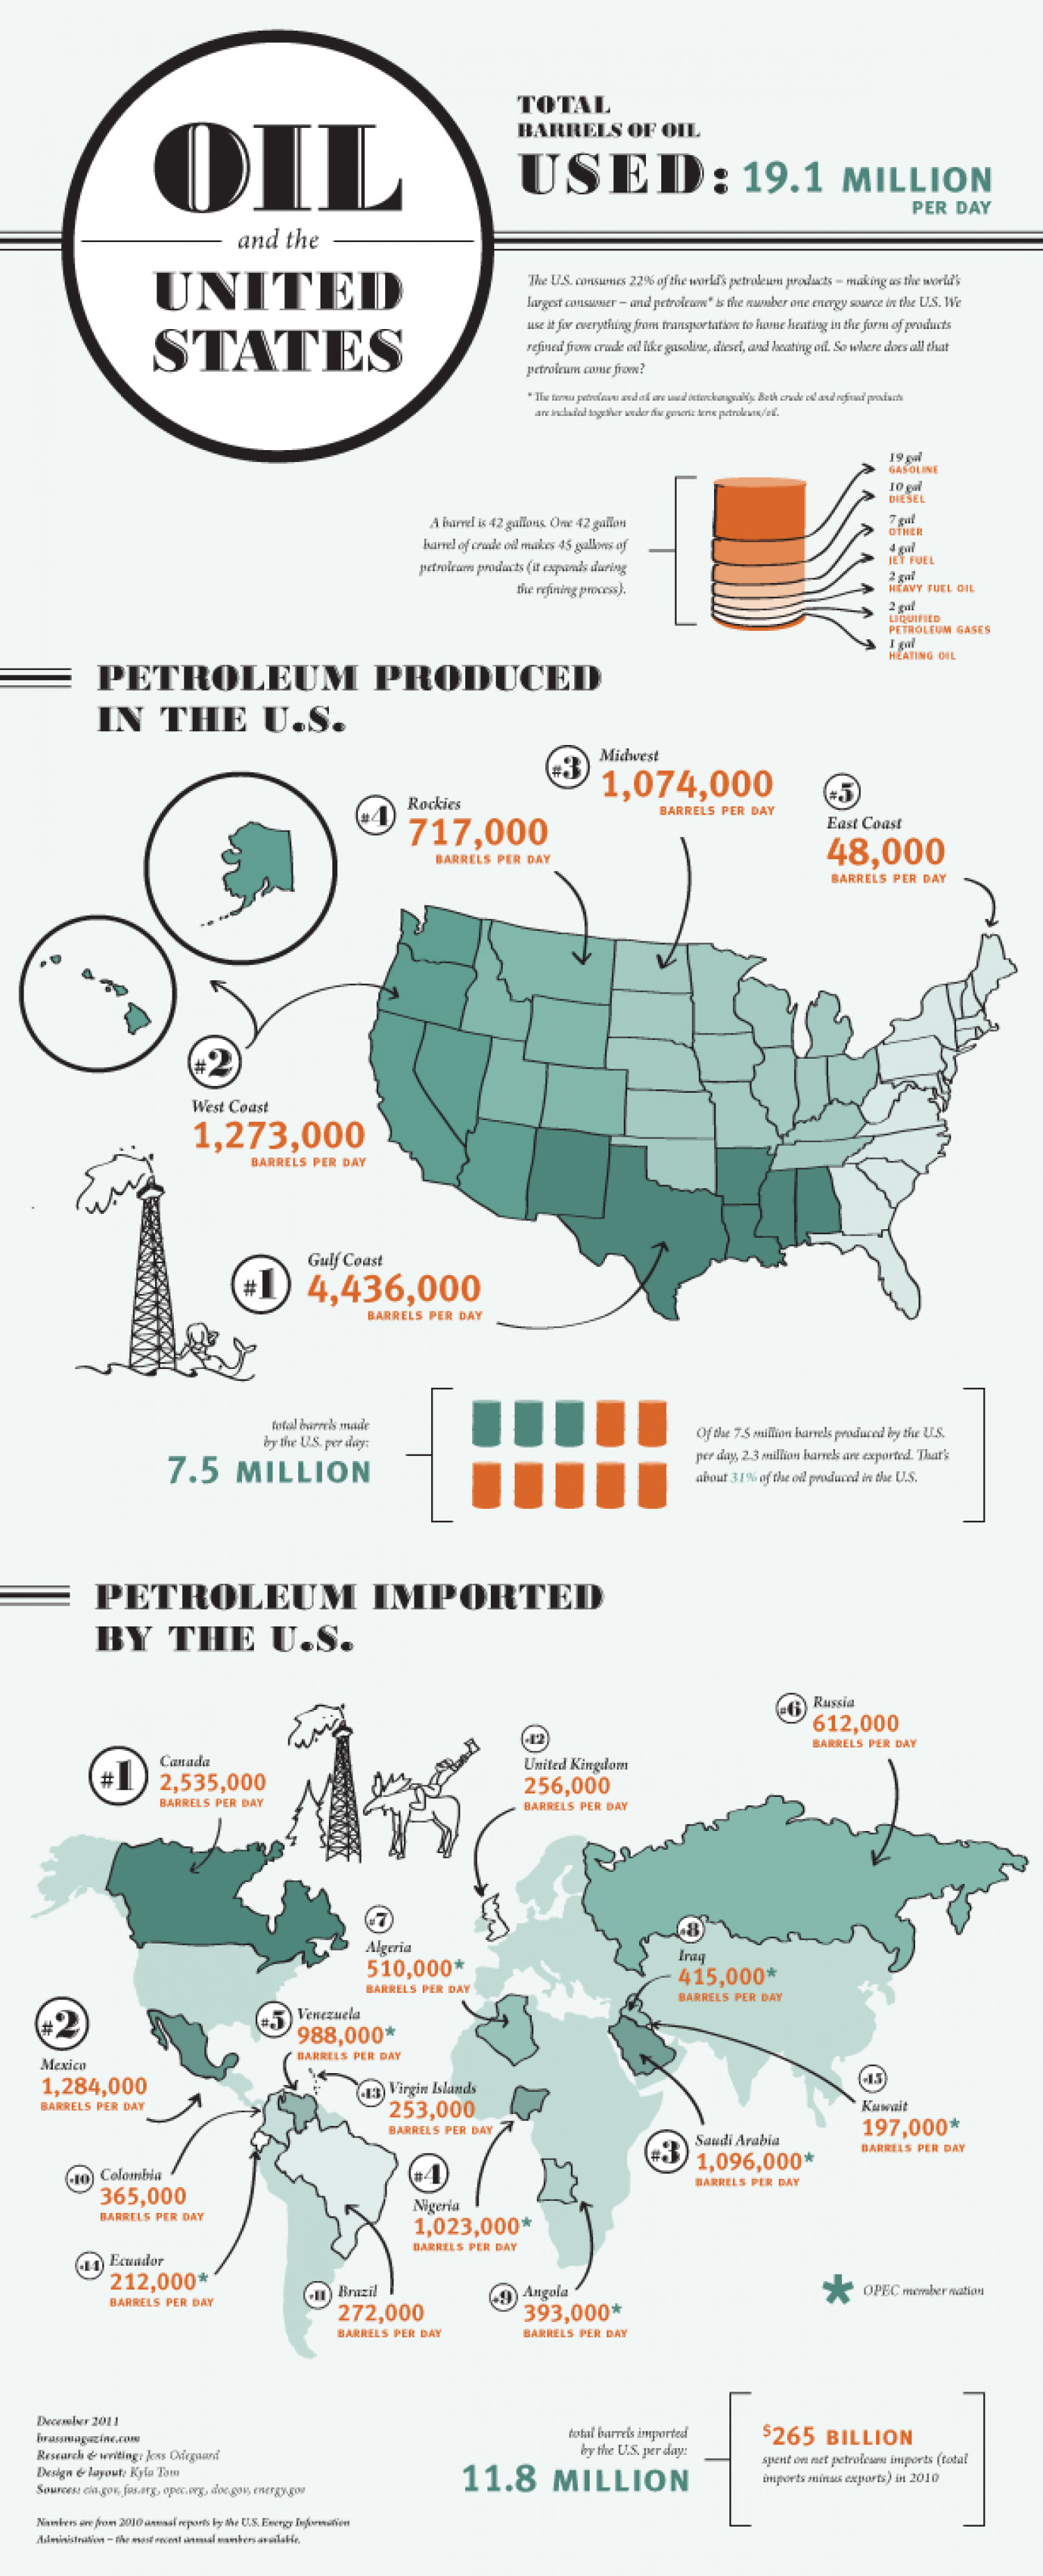 OIL
and the
UNITED
STATES
TOTAL
BARRELS OF OIL
USED: 19.1 MILLION
PER DAY
The U.S. consumes 22% of the world's petroleum products – making us the world's
largest consumer – and petroleum* is the number one energy source in the U.S. We
use it for everything from transportation to home heating in the form of products
refined from crude oil like gasoline, diesel, and heating oil. So where does all that
petroleum come from?
* The terms petroleum and oil are used interchangeably. Both crude oil and refined products
are included together under the generic term petroleum/oil.
A barrel is 42 gallons. One 42 gallon
barrel of crude oil makes 45 gallons of
petroleum products (it expands during
the refining process).
19 gal
GASOLINE
10 gal
DIESEL
7 gal
OTHER
4 gal
JET FUEL
2 gal
HEAVY FUEL OIL
2 gal
LIQUIFIED
PETROLEUM GASES
1 gal
HEATING OIL
PETROLEUM PRODUCED
IN THE U.S.
#3 Midwest
1,074,000
BARRELS PER DAY
#4 Rockies
717,000
BARRELS PER DAY
#5
East Coast
48,000
BARRELS PER DAY
#2
West Coast
1,273,000
BARRELS PER DAY
#1 Gulf Coast
4,436,000
BARRELS PER DAY
total barrels made
by the U.S. per day:
7.5 MILLION
Of the 7.5 million barrels produced by the U.S.
per day, 2.3 million barrels are exported. That's
about 31% of the oil produced in the U.S.
PETROLEUM IMPORTED
BY THE U.S.
#6 Russia
612,000
BARRELS PER DAY
#12
United Kingdom
256,000
BARRELS PER DAY
#1 Canada
2,535,000
BARRELS PER DAY
#7
Algeria
510,000*
BARRELS PER DAY
#8
Iraq
415,000*
BARRELS PER DAY
#2
Mexico
1,284,000
BARRELS PER DAY
#5 Venezuela
988,000*
BARRELS PER DAY
#13 Virgin Islands
253,000
BARRELS PER DAY
#15
Kuwait
197,000*
BARRELS PER DAY
#3 Saudi Arabia
1,096,000*
BARRELS PER DAY
#10 Colombia
365,000
BARRELS PER DAY
#4
Nigeria
1,023,000*
BARRELS PER DAY
#14 Ecuador
212,000*
BARRELS PER DAY
#11 Brazil
272,000
BARRELS PER DAY
#9 Angola
393,000*
BARRELS PER DAY
* OPEC member nation
December 2011
brassmagazine.com
Research & writing: Jens Odegaard
Design & layout: Kyla Tom
Sources: eia.gov, fas.org, opec.org, doe.gov, energy.gov
Numbers are from 2010 annual reports by the U.S. Energy Information
Administration – the most recent annual numbers available.
total barrels imported
by the U.S. per day:
11.8 MILLION
$265 BILLION
spent on net petroleum imports (total
imports minus exports) in 2010